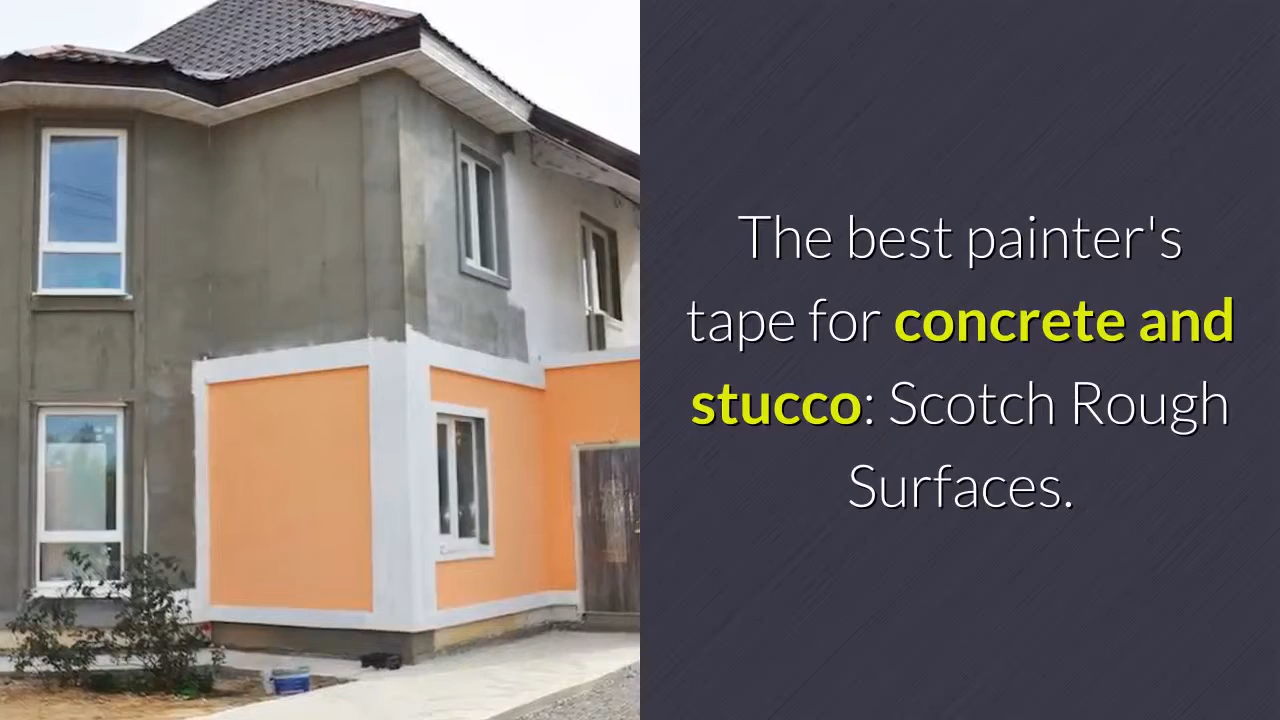 The best painter's
tape for concrete and
stucco: Scotch Rough
Surfaces.